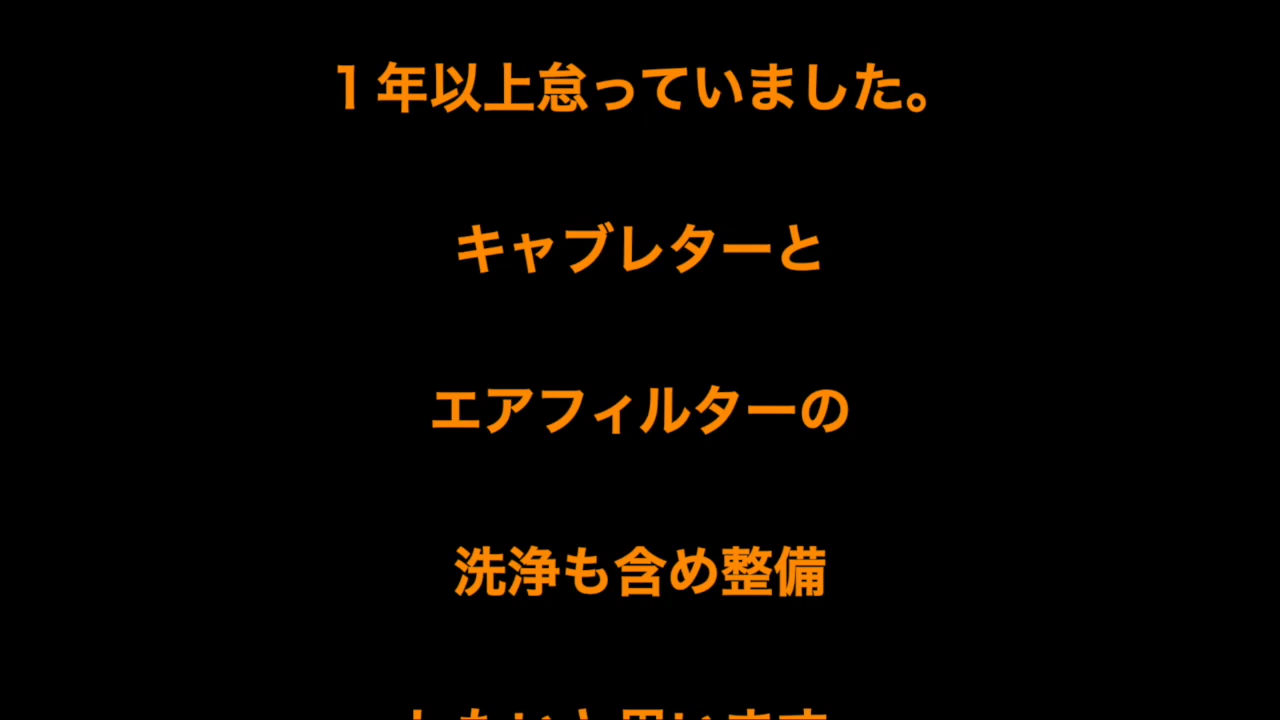 １年以上怠っていました。
キャブレターと
エアフィルターの
洗浄も含め整備